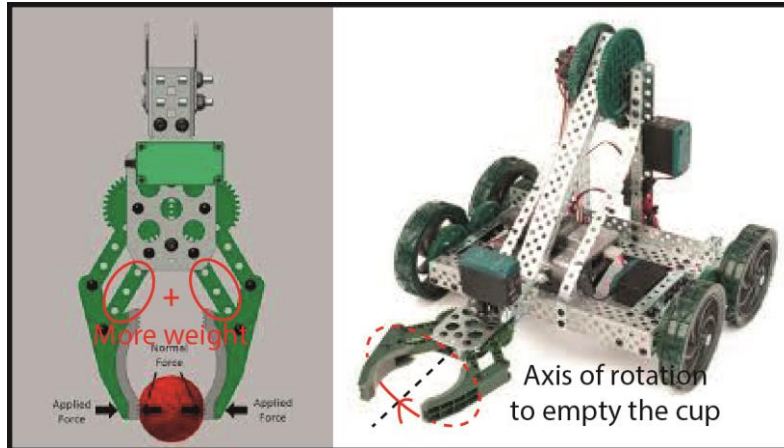 +
More weight
Normal
Force
Applied
Force
Applied
Force
Axis of rotation
to empty the cup